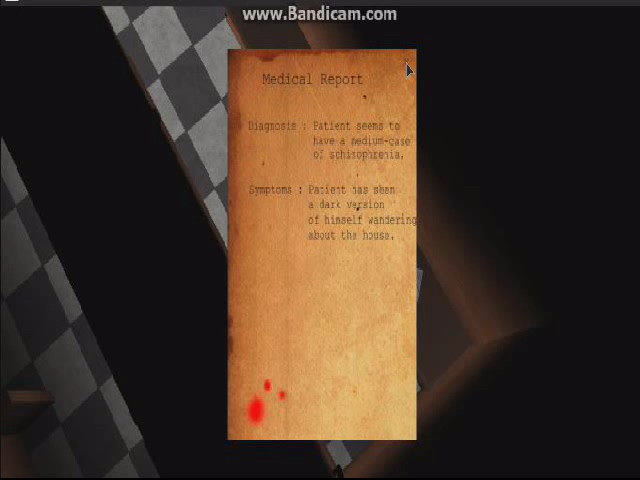 www.Bandicam.com
Medical Report
Diagnosis : Patient seems to
have a medium-case
of schizophrenia.
Symptoms : Patient has seen
a dark version
of himself wandering
about the house.